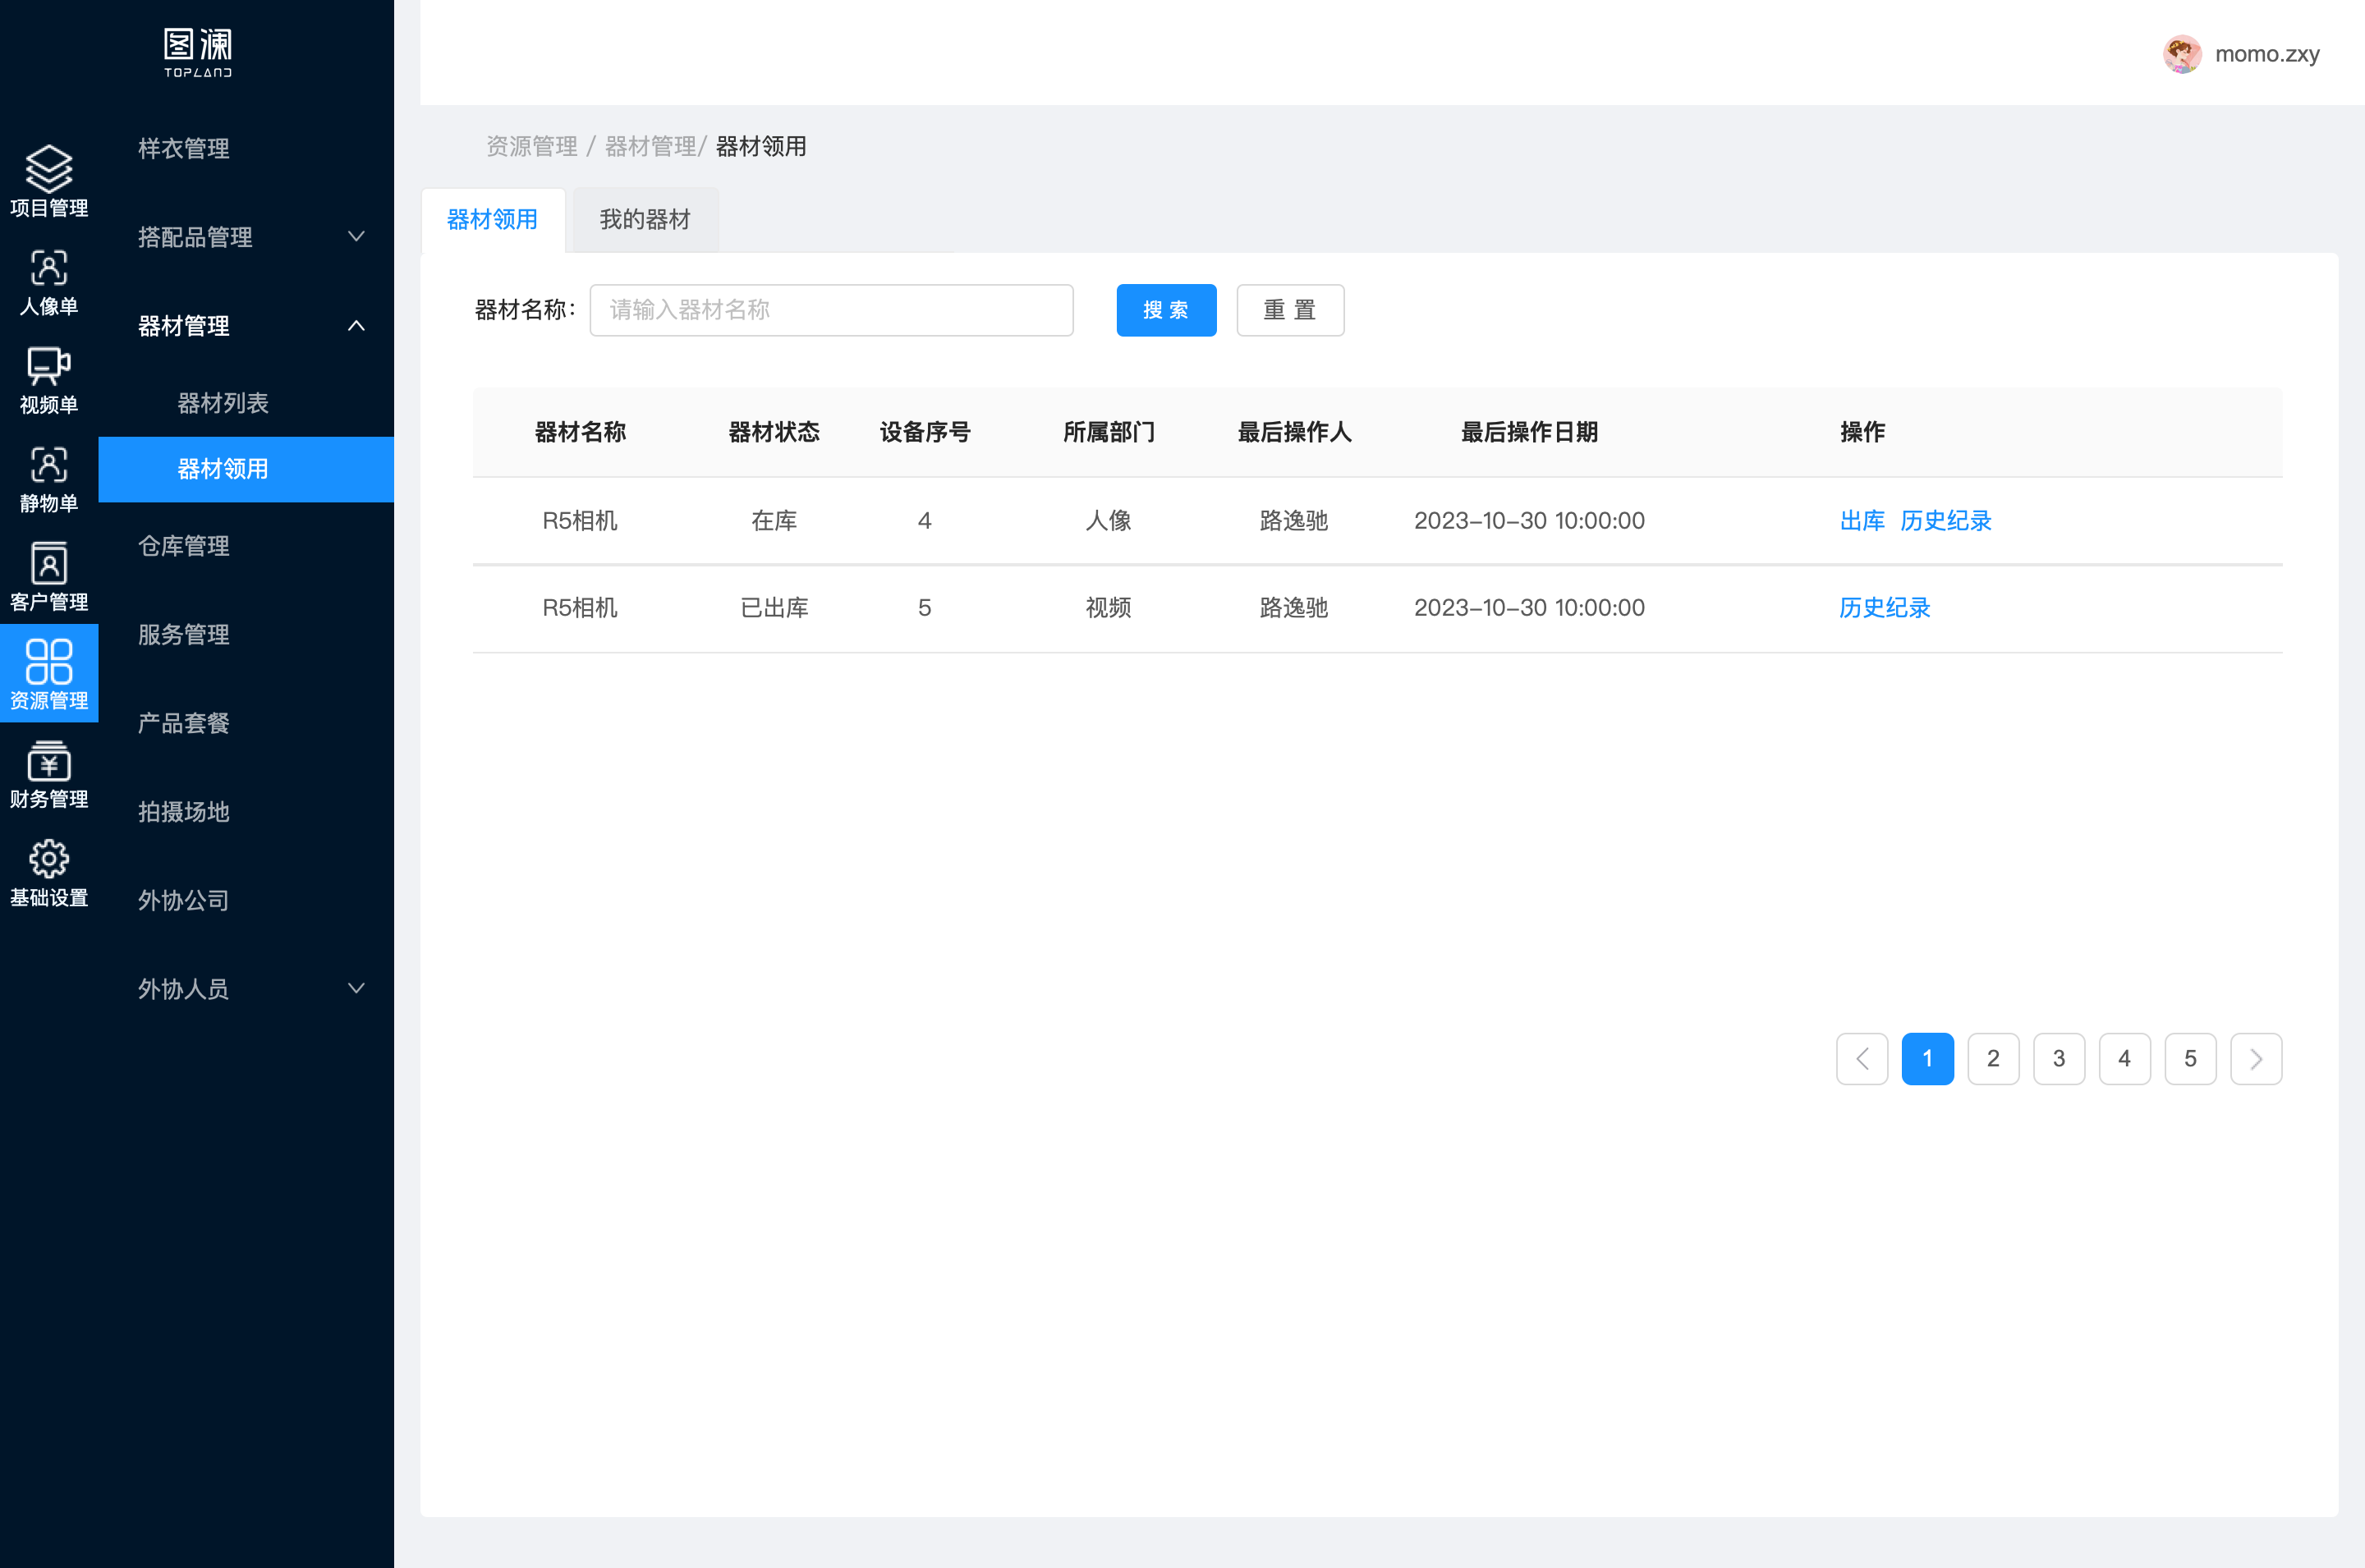 图澜
TOPLAND
项目管理
人像单
视频单
静物单
客户管理
资源管理
财务管理
基础设置
样衣管理
搭配品管理
器材管理
器材列表
器材领用
仓库管理
服务管理
产品套餐
拍摄场地
外协公司
外协人员
momo.zxy
资源管理 / 器材管理/ 器材领用
器材领用 我的器材
器材名称: 请输入器材名称 搜 索 重 置
器材名称 器材状态 设备序号 所属部门 最后操作人 最后操作日期 操作
R5相机 在库 4 人像 路逸驰 2023-10-30 10:00:00 出库 历史纪录
R5相机 已出库 5 视频 路逸驰 2023-10-30 10:00:00 历史纪录
1 2 3 4 5